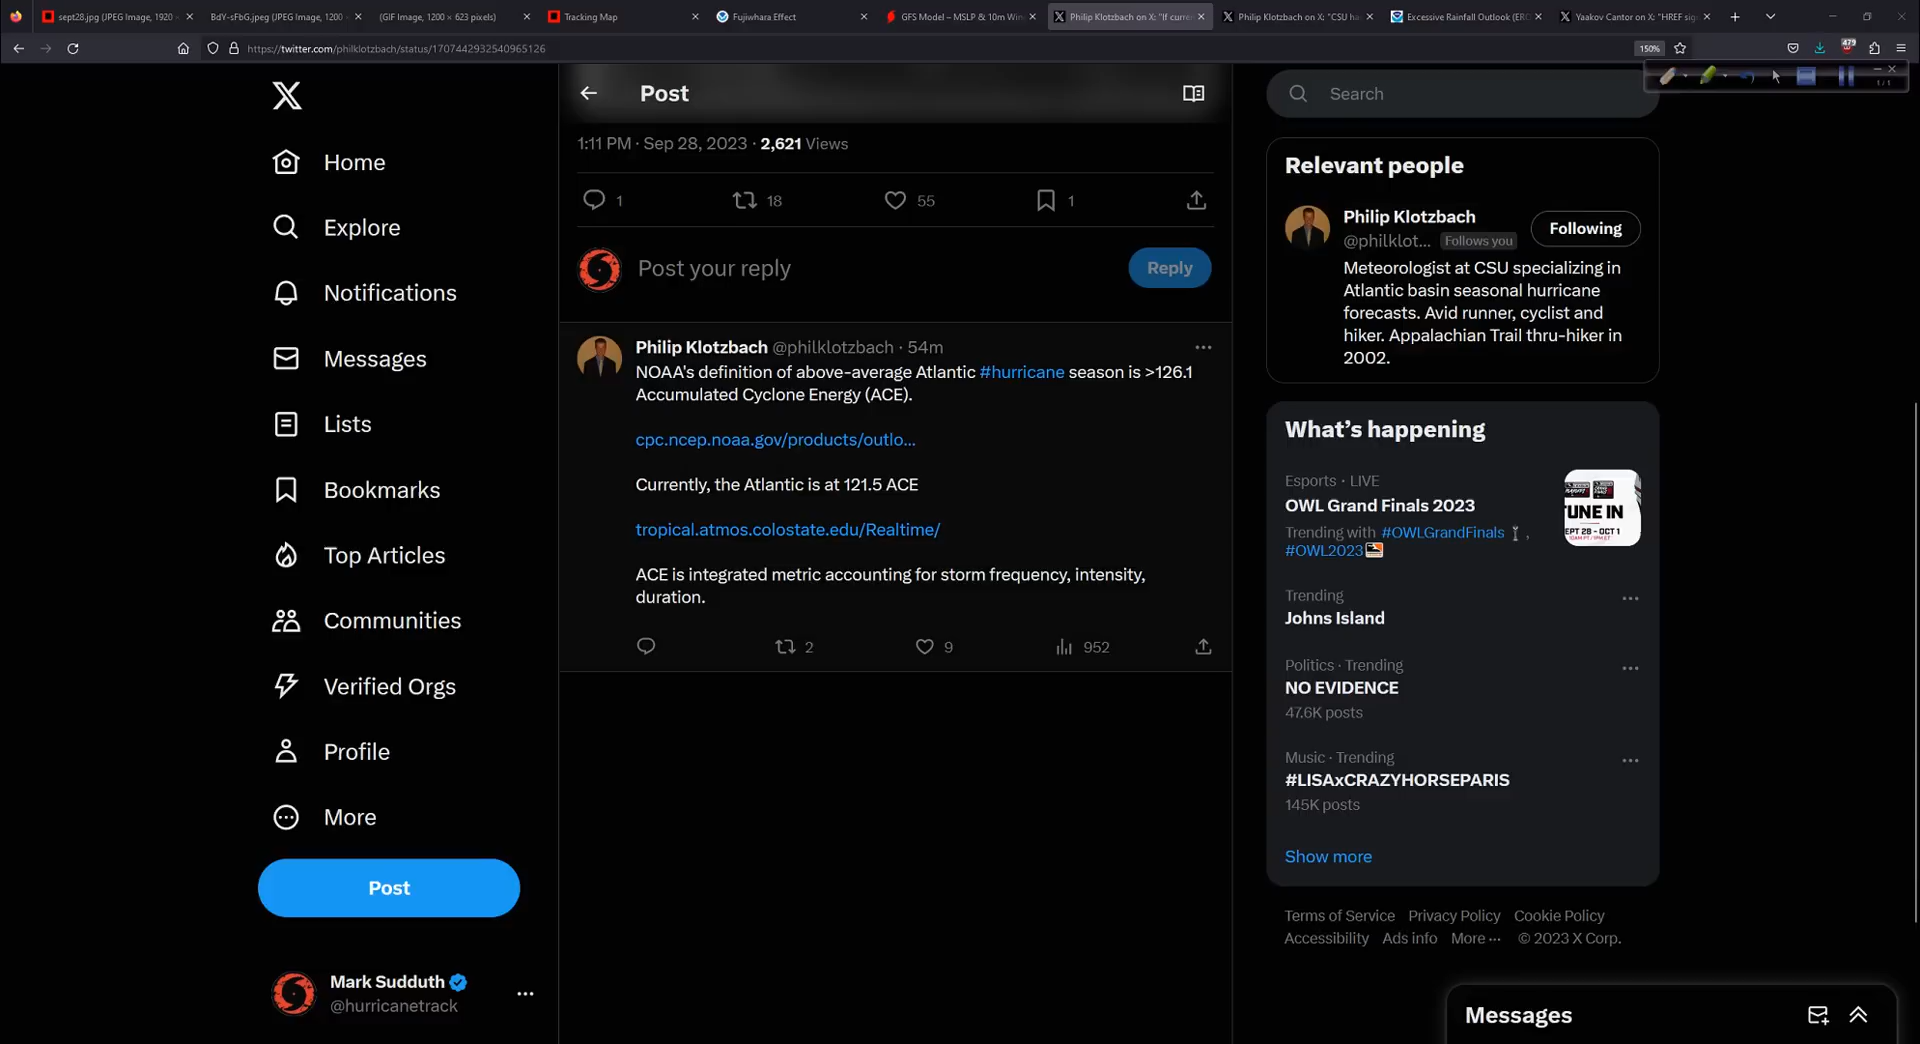 sept28.jpg (JPEG Image, 1920 ×
BdY-sFbG.jpeg (JPEG Image, 1200 ×
(GIF Image, 1200 × 623 pixels)
Tracking Map
Fujiwhara Effect
GFS Model – MSLP & 10m Win
Philip Klotzbach on X: "If curre
Philip Klotzbach on X: "CSU ha
Excessive Rainfall Outlook (ERO
Yaakov Cantor on X: "HREF sig
https://twitter.com/philklotzbach/status/1707442932540965126
150%
479
1/1
Post
Search
1:11 PM · Sep 28, 2023 · 2,621 Views
1 18 55 1
Post your reply
Reply
Philip Klotzbach @philklotzbach · 54m
NOAA's definition of above-average Atlantic #hurricane season is >126.1
Accumulated Cyclone Energy (ACE).
cpc.ncep.noaa.gov/products/outlo...
Currently, the Atlantic is at 121.5 ACE
tropical.atmos.colostate.edu/Realtime/
ACE is integrated metric accounting for storm frequency, intensity,
duration.
2 9 952
Home
Explore
Notifications
Messages
Lists
Bookmarks
Top Articles
Communities
Verified Orgs
Profile
More
Post
Mark Sudduth
@hurricanetrack
Relevant people
Philip Klotzbach
@philklot... Follows you
Following
Meteorologist at CSU specializing in
Atlantic basin seasonal hurricane
forecasts. Avid runner, cyclist and
hiker. Appalachian Trail thru-hiker in
2002.
What's happening
Esports · LIVE
OWL Grand Finals 2023
Trending with #OWLGrandFinals ,
#OWL2023
TUNE IN
SEPT 28 - OCT 1
Trending
Johns Island
Politics · Trending
NO EVIDENCE
47.6K posts
Music · Trending
#LISAxCRAZYHORSEPARIS
145K posts
Show more
Terms of Service Privacy Policy Cookie Policy
Accessibility Ads info More ··· © 2023 X Corp.
Messages